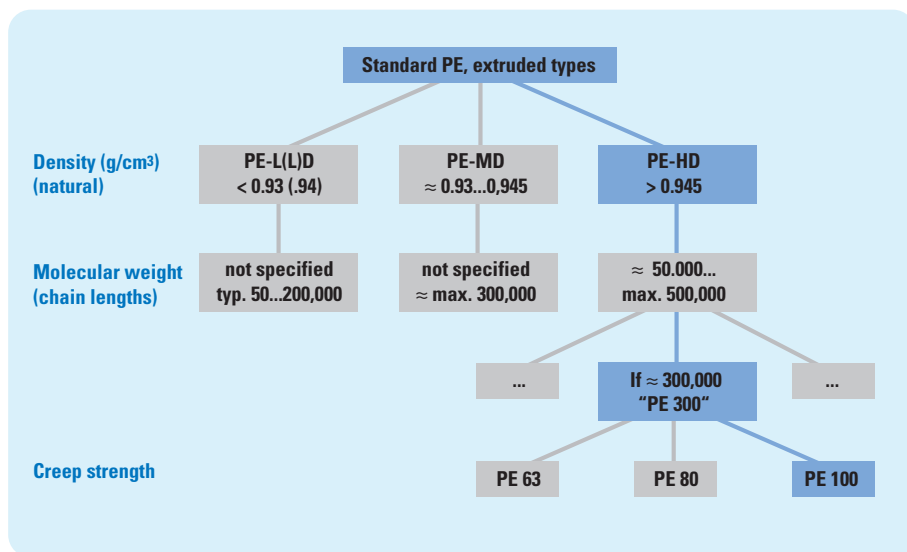 Standard PE, extruded types
Density (g/cm³)
(natural)
PE-L(L)D
< 0.93 (.94)
PE-MD
≈ 0.93...0,945
PE-HD
> 0.945
Molecular weight
(chain lengths)
not specified
typ. 50...200,000
not specified
≈ max. 300,000
≈ 50.000...
max. 500,000
...
If ≈ 300,000
"PE 300“
...
Creep strength
PE 63
PE 80
PE 100